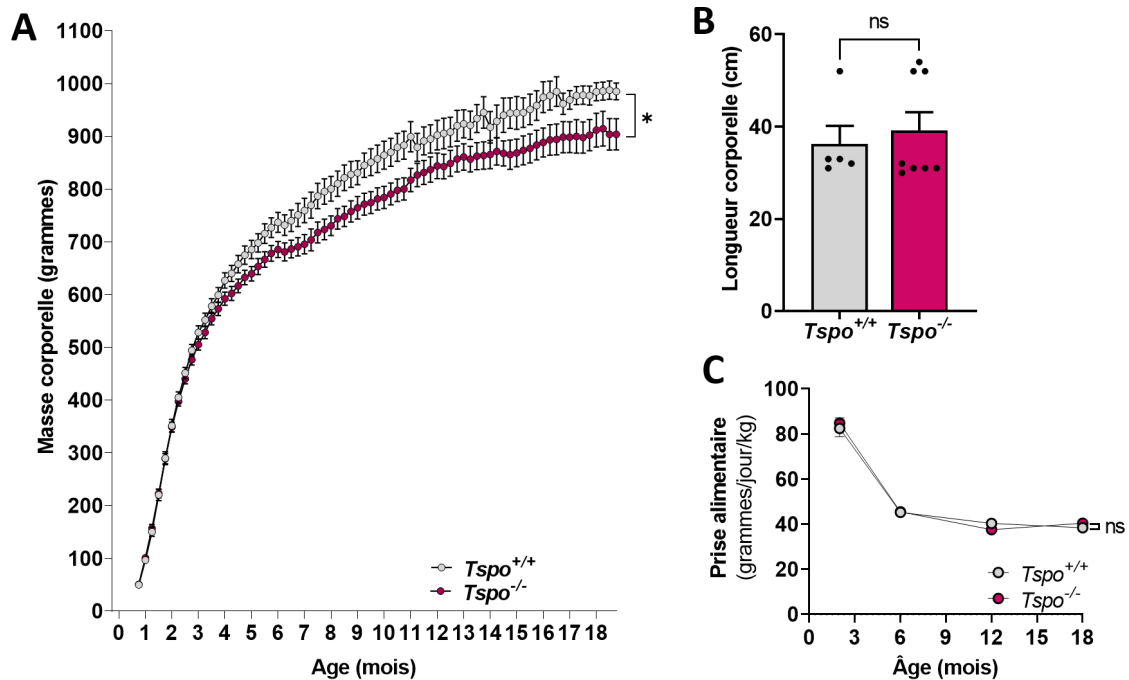 A
Masse corporelle (grammes)
1100
1000
900
800
700
600
500
400
300
200
100
0
0 1 2 3 4 5 6 7 8 9 10 11 12 13 14 15 16 17 18
Age (mois)
*
Tspo+/+
Tspo-/-
B
Longueur corporelle (cm)
60
40
20
0
ns
Tspo+/+ Tspo-/-
C
Prise alimentaire
(grammes/jour/kg)
100
80
60
40
20
0
0 3 6 9 12 15 18
Âge (mois)
ns
Tspo+/+
Tspo-/-